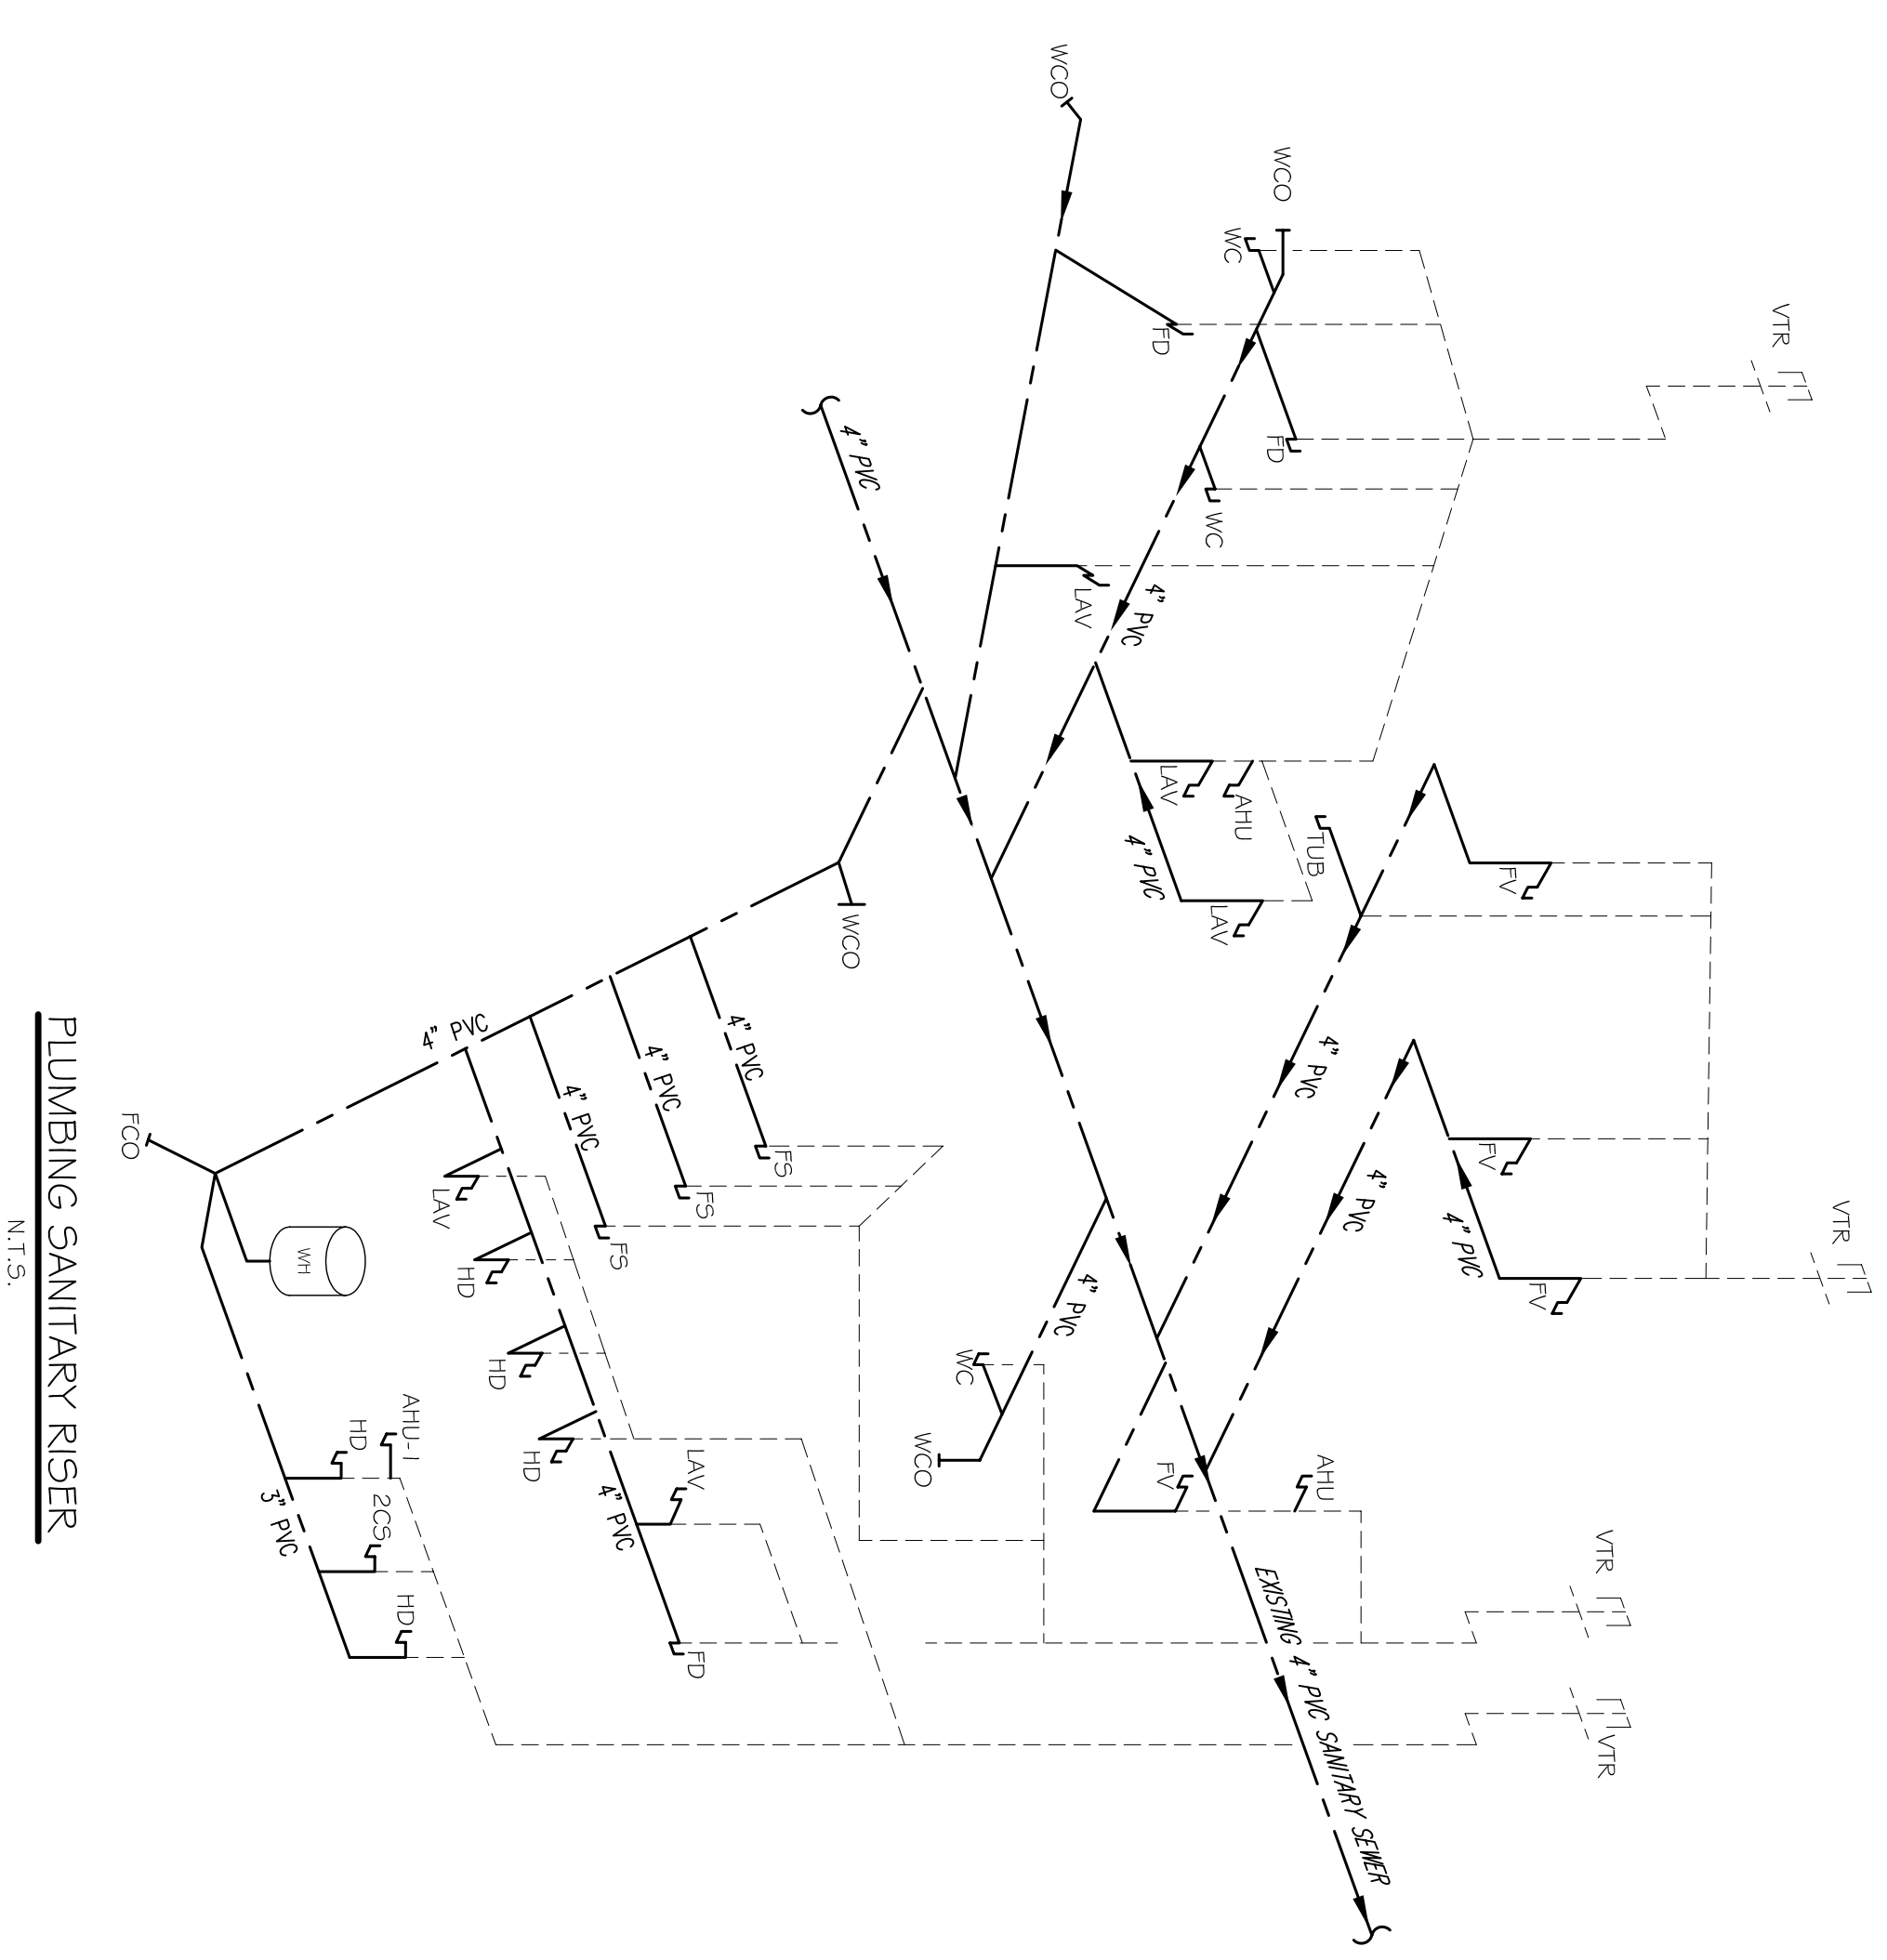 VTR
VTR
VTR
VTR
FV
FV
FV
4" PVC
4" PVC
4" PVC
TUB
AHU
LAV
LAV
4" PVC
WCO
WC
FD
FD
WC
4" PVC
LAV
WCO
4" PVC
AHU
FV
EXISTING 4" PVC SANITARY SEWER
4" PVC
WC
WCO
WCO
4" PVC
FS
4" PVC
FS
4" PVC
FS
4" PVC
LAV
HD
HD
HD
LAV
4" PVC
FD
FCO
WH
AHU-1
HD
2CS
HD
3" PVC
PLUMBING SANITARY RISER
N.T.S.